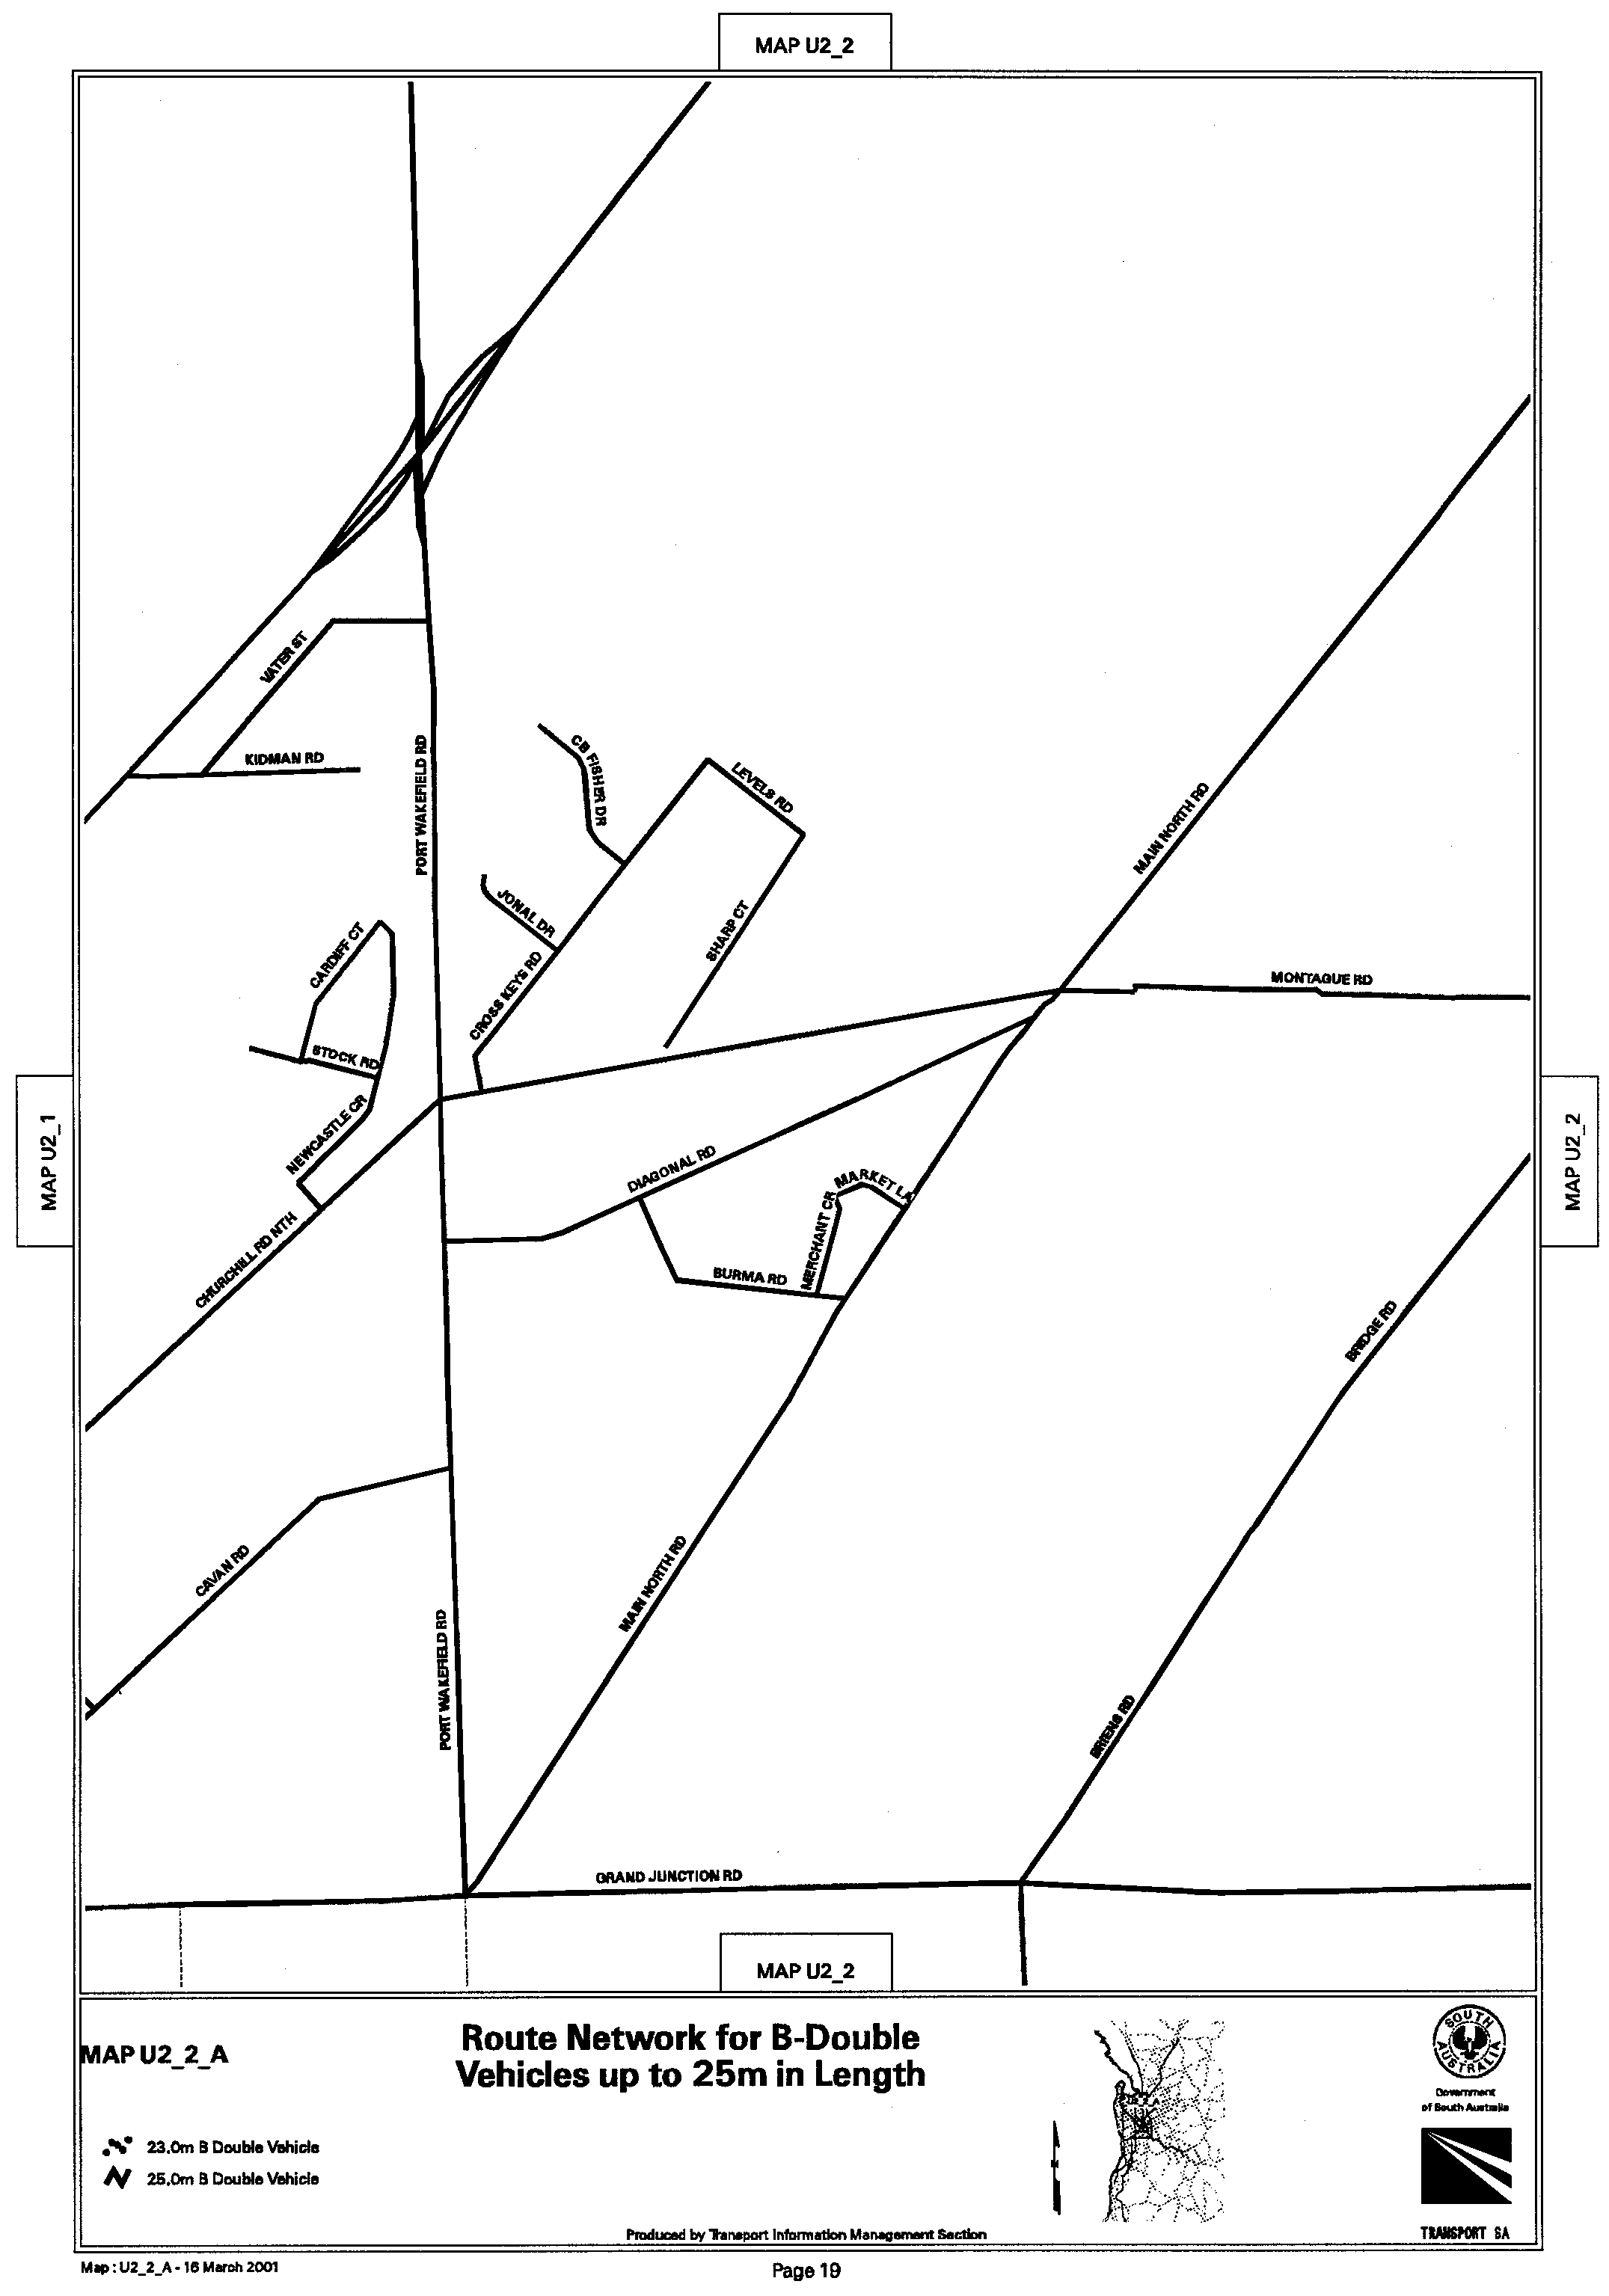 MAP U2_2
VATER ST
KIDMAN RD
PORT WAKEFIELD RD
CB FISHER DR
LEVELS RD
MAIN NORTH RD
JONAL DR
SHARP CT
CARDIFF CT
CROSS KEYS RD
MONTAGUE RD
STOCK RD
NEWCASTLE CR
MAP U2_1
MAP U2_2
DIAGONAL RD
MARKET LA
MERCHANT CR
CHURCHILL RD NTH
BURMA RD
BRIDGE RD
CAVAN RD
MAIN NORTH RD
PORT WAKEFIELD RD
BRIENS RD
GRAND JUNCTION RD
MAP U2_2
MAP U2_2_A
Route Network for B-Double
Vehicles up to 25m in Length
SOUTH
AUSTRALIA
Government
of South Australia
23.0m B Double Vehicle
25.0m B Double Vehicle
N
Produced by Transport Information Management Section
TRANSPORT SA
Map : U2_2_A - 16 March 2001
Page 19